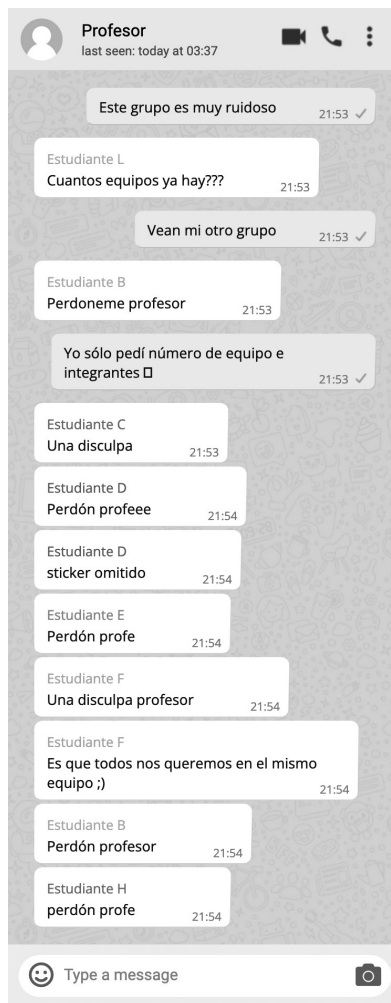 Profesor
last seen: today at 03:37
Este grupo es muy ruidoso
21:53
Estudiante L
Cuantos equipos ya hay???
21:53
Vean mi otro grupo
21:53
Estudiante B
Perdoneme profesor
21:53
Yo sólo pedí número de equipo e
integrantes
21:53
Estudiante C
Una disculpa
21:53
Estudiante D
Perdón profeee
21:54
Estudiante D
sticker omitido
21:54
Estudiante E
Perdón profe
21:54
Estudiante F
Una disculpa profesor
21:54
Estudiante F
Es que todos nos queremos en el mismo
equipo ;)
21:54
Estudiante B
Perdón profesor
21:54
Estudiante H
perdón profe
21:54
Type a message